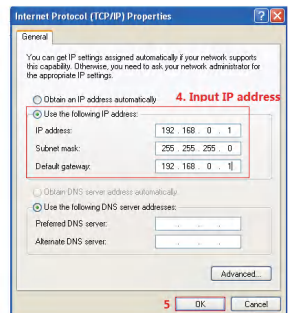 Internet Protocol (TCP/IP) Properties
General
You can get IP settings assigned automatically if your network supports
this capability. Otherwise, you need to ask your network administrator for
the appropriate IP settings.
Obtain an IP address automatically
4. Input IP address
Use the following IP address:
IP address: 192 . 168 . 0 . 1
Subnet mask: 255 . 255 . 255 . 0
Default gateway: 192 . 168 . 0 . 1
Obtain DNS server address automatically
Use the following DNS server addresses:
Preferred DNS server: . . .
Alternate DNS server: . . .
Advanced...
5 OK Cancel